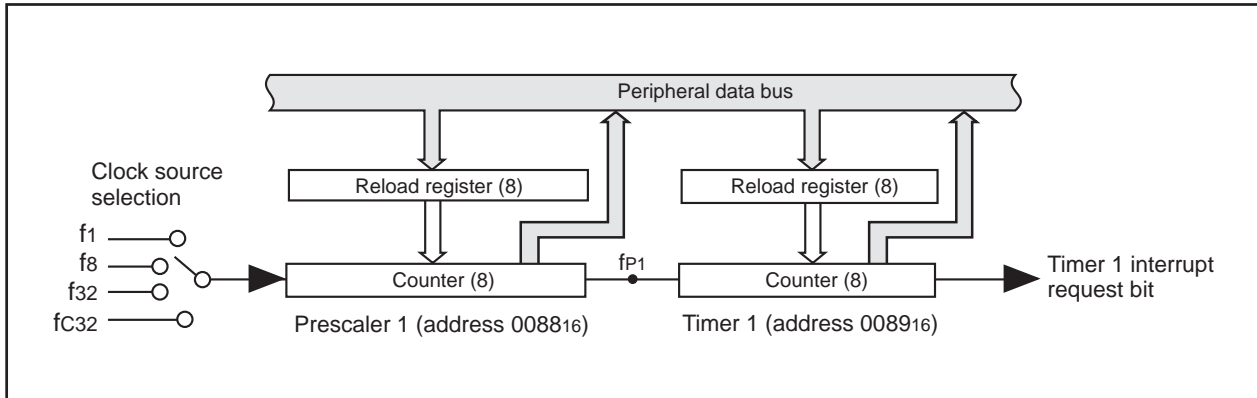 Peripheral data bus
Clock source
selection
Reload register (8)
Reload register (8)
f1
f8
f32
fC32
Counter (8)
fP1
Counter (8)
Timer 1 interrupt
request bit
Prescaler 1 (address 008816)
Timer 1 (address 008916)